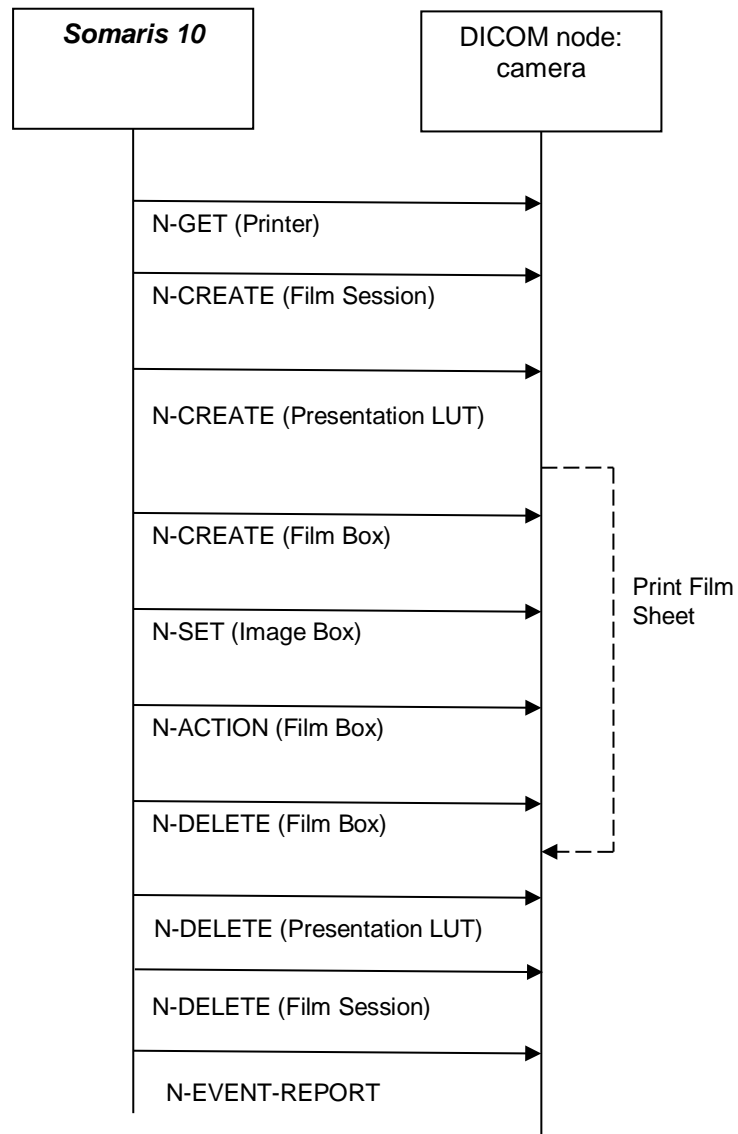 Somaris 10
DICOM node:
camera
N-GET (Printer)
N-CREATE (Film Session)
N-CREATE (Presentation LUT)
N-CREATE (Film Box)
Print Film
Sheet
N-SET (Image Box)
N-ACTION (Film Box)
N-DELETE (Film Box)
N-DELETE (Presentation LUT)
N-DELETE (Film Session)
N-EVENT-REPORT